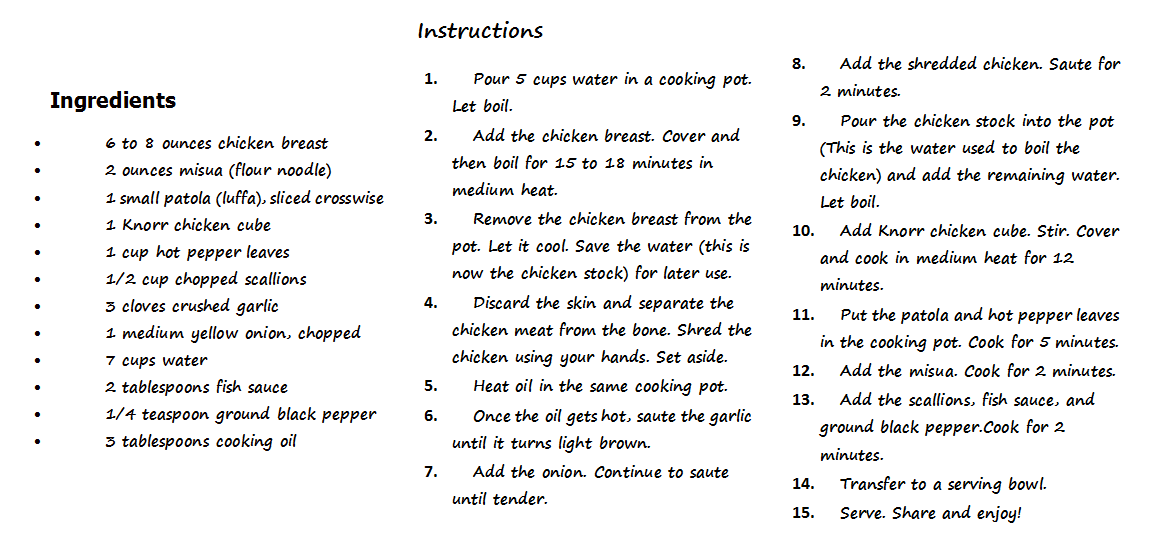 Ingredients
• 6 to 8 ounces chicken breast
• 2 ounces misua (flour noodle)
• 1 small patola (luffa), sliced crosswise
• 1 Knorr chicken cube
• 1 cup hot pepper leaves
• 1/2 cup chopped scallions
• 3 cloves crushed garlic
• 1 medium yellow onion, chopped
• 7 cups water
• 2 tablespoons fish sauce
• 1/4 teaspoon ground black pepper
• 3 tablespoons cooking oil
Instructions
1. Pour 5 cups water in a cooking pot.
Let boil.
2. Add the chicken breast. Cover and
then boil for 15 to 18 minutes in
medium heat.
3. Remove the chicken breast from the
pot. Let it cool. Save the water (this is
now the chicken stock) for later use.
4. Discard the skin and separate the
chicken meat from the bone. Shred the
chicken using your hands. Set aside.
5. Heat oil in the same cooking pot.
6. Once the oil gets hot, saute the garlic
until it turns light brown.
7. Add the onion. Continue to saute
until tender.
8. Add the shredded chicken. Saute for
2 minutes.
9. Pour the chicken stock into the pot
(This is the water used to boil the
chicken) and add the remaining water.
Let boil.
10. Add Knorr chicken cube. Stir. Cover
and cook in medium heat for 12
minutes.
11. Put the patola and hot pepper leaves
in the cooking pot. Cook for 5 minutes.
12. Add the misua. Cook for 2 minutes.
13. Add the scallions, fish sauce, and
ground black pepper.Cook for 2
minutes.
14. Transfer to a serving bowl.
15. Serve. Share and enjoy!